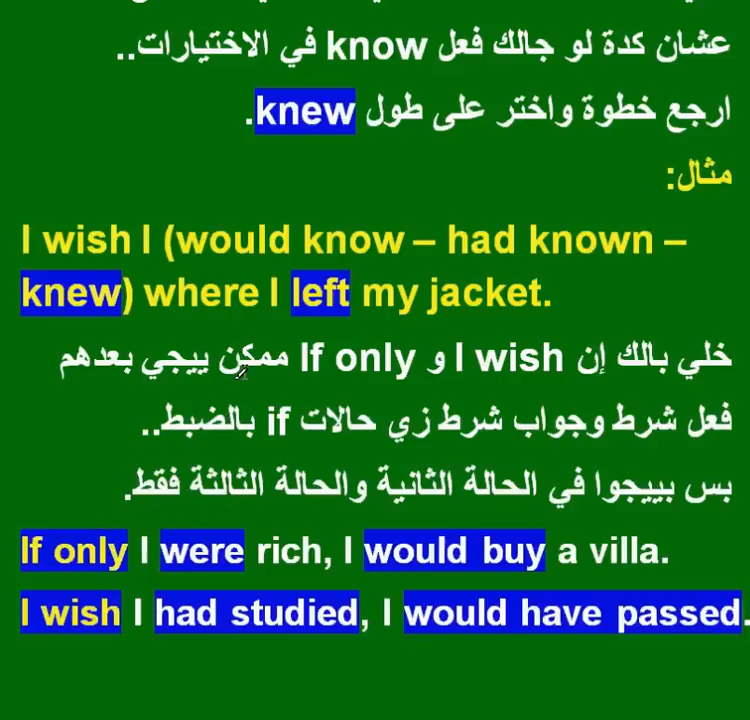 عشان كدة لو جالك فعل know في الاختيارات..
ارجع خطوة واختر على طول knew.
مثال:
I wish I (would know – had known –
knew) where I left my jacket.
خلي بالك إن I wish و If only ممكن ييجي بعدهم
فعل شرط وجواب شرط زي حالات if بالضبط..
بس بييجوا في الحالة الثانية والحالة الثالثة فقط.
If only I were rich, I would buy a villa.
I wish I had studied, I would have passed.